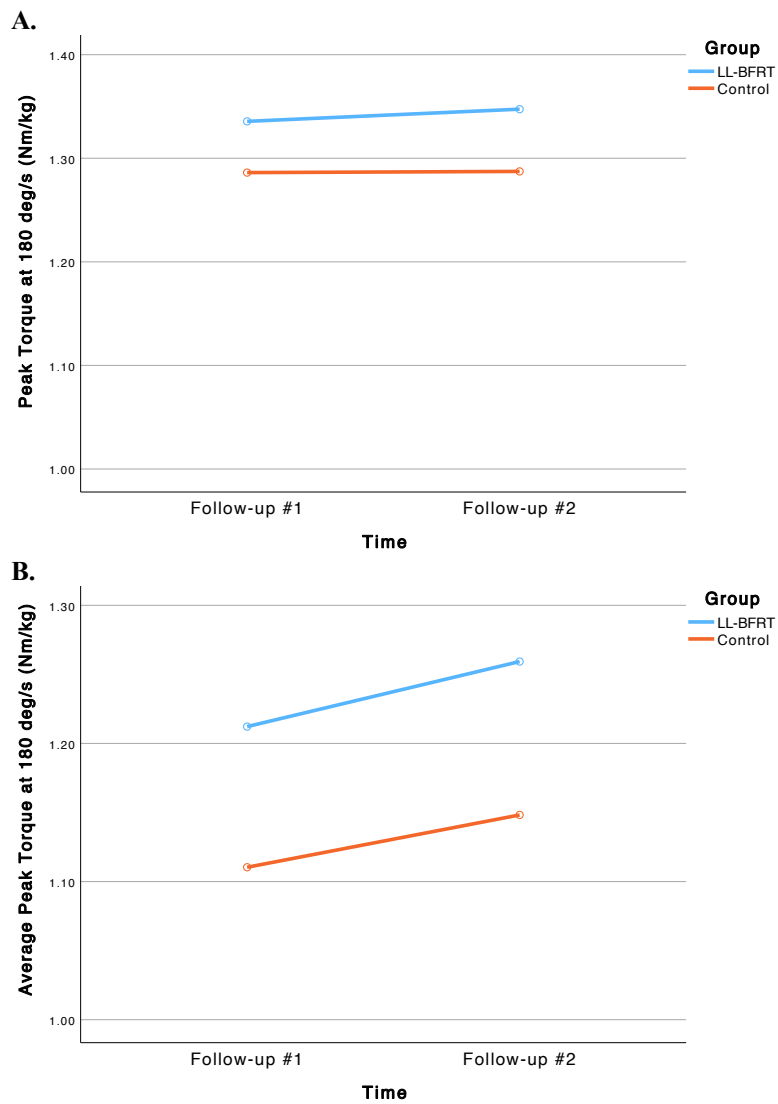 A.
Group
LL-BFRT
Control
Peak Torque at 180 deg/s (Nm/kg)
1.40
1.30
1.20
1.10
1.00
Follow-up #1 Follow-up #2
Time
B.
Group
LL-BFRT
Control
Average Peak Torque at 180 deg/s (Nm/kg)
1.30
1.20
1.10
1.00
Follow-up #1 Follow-up #2
Time